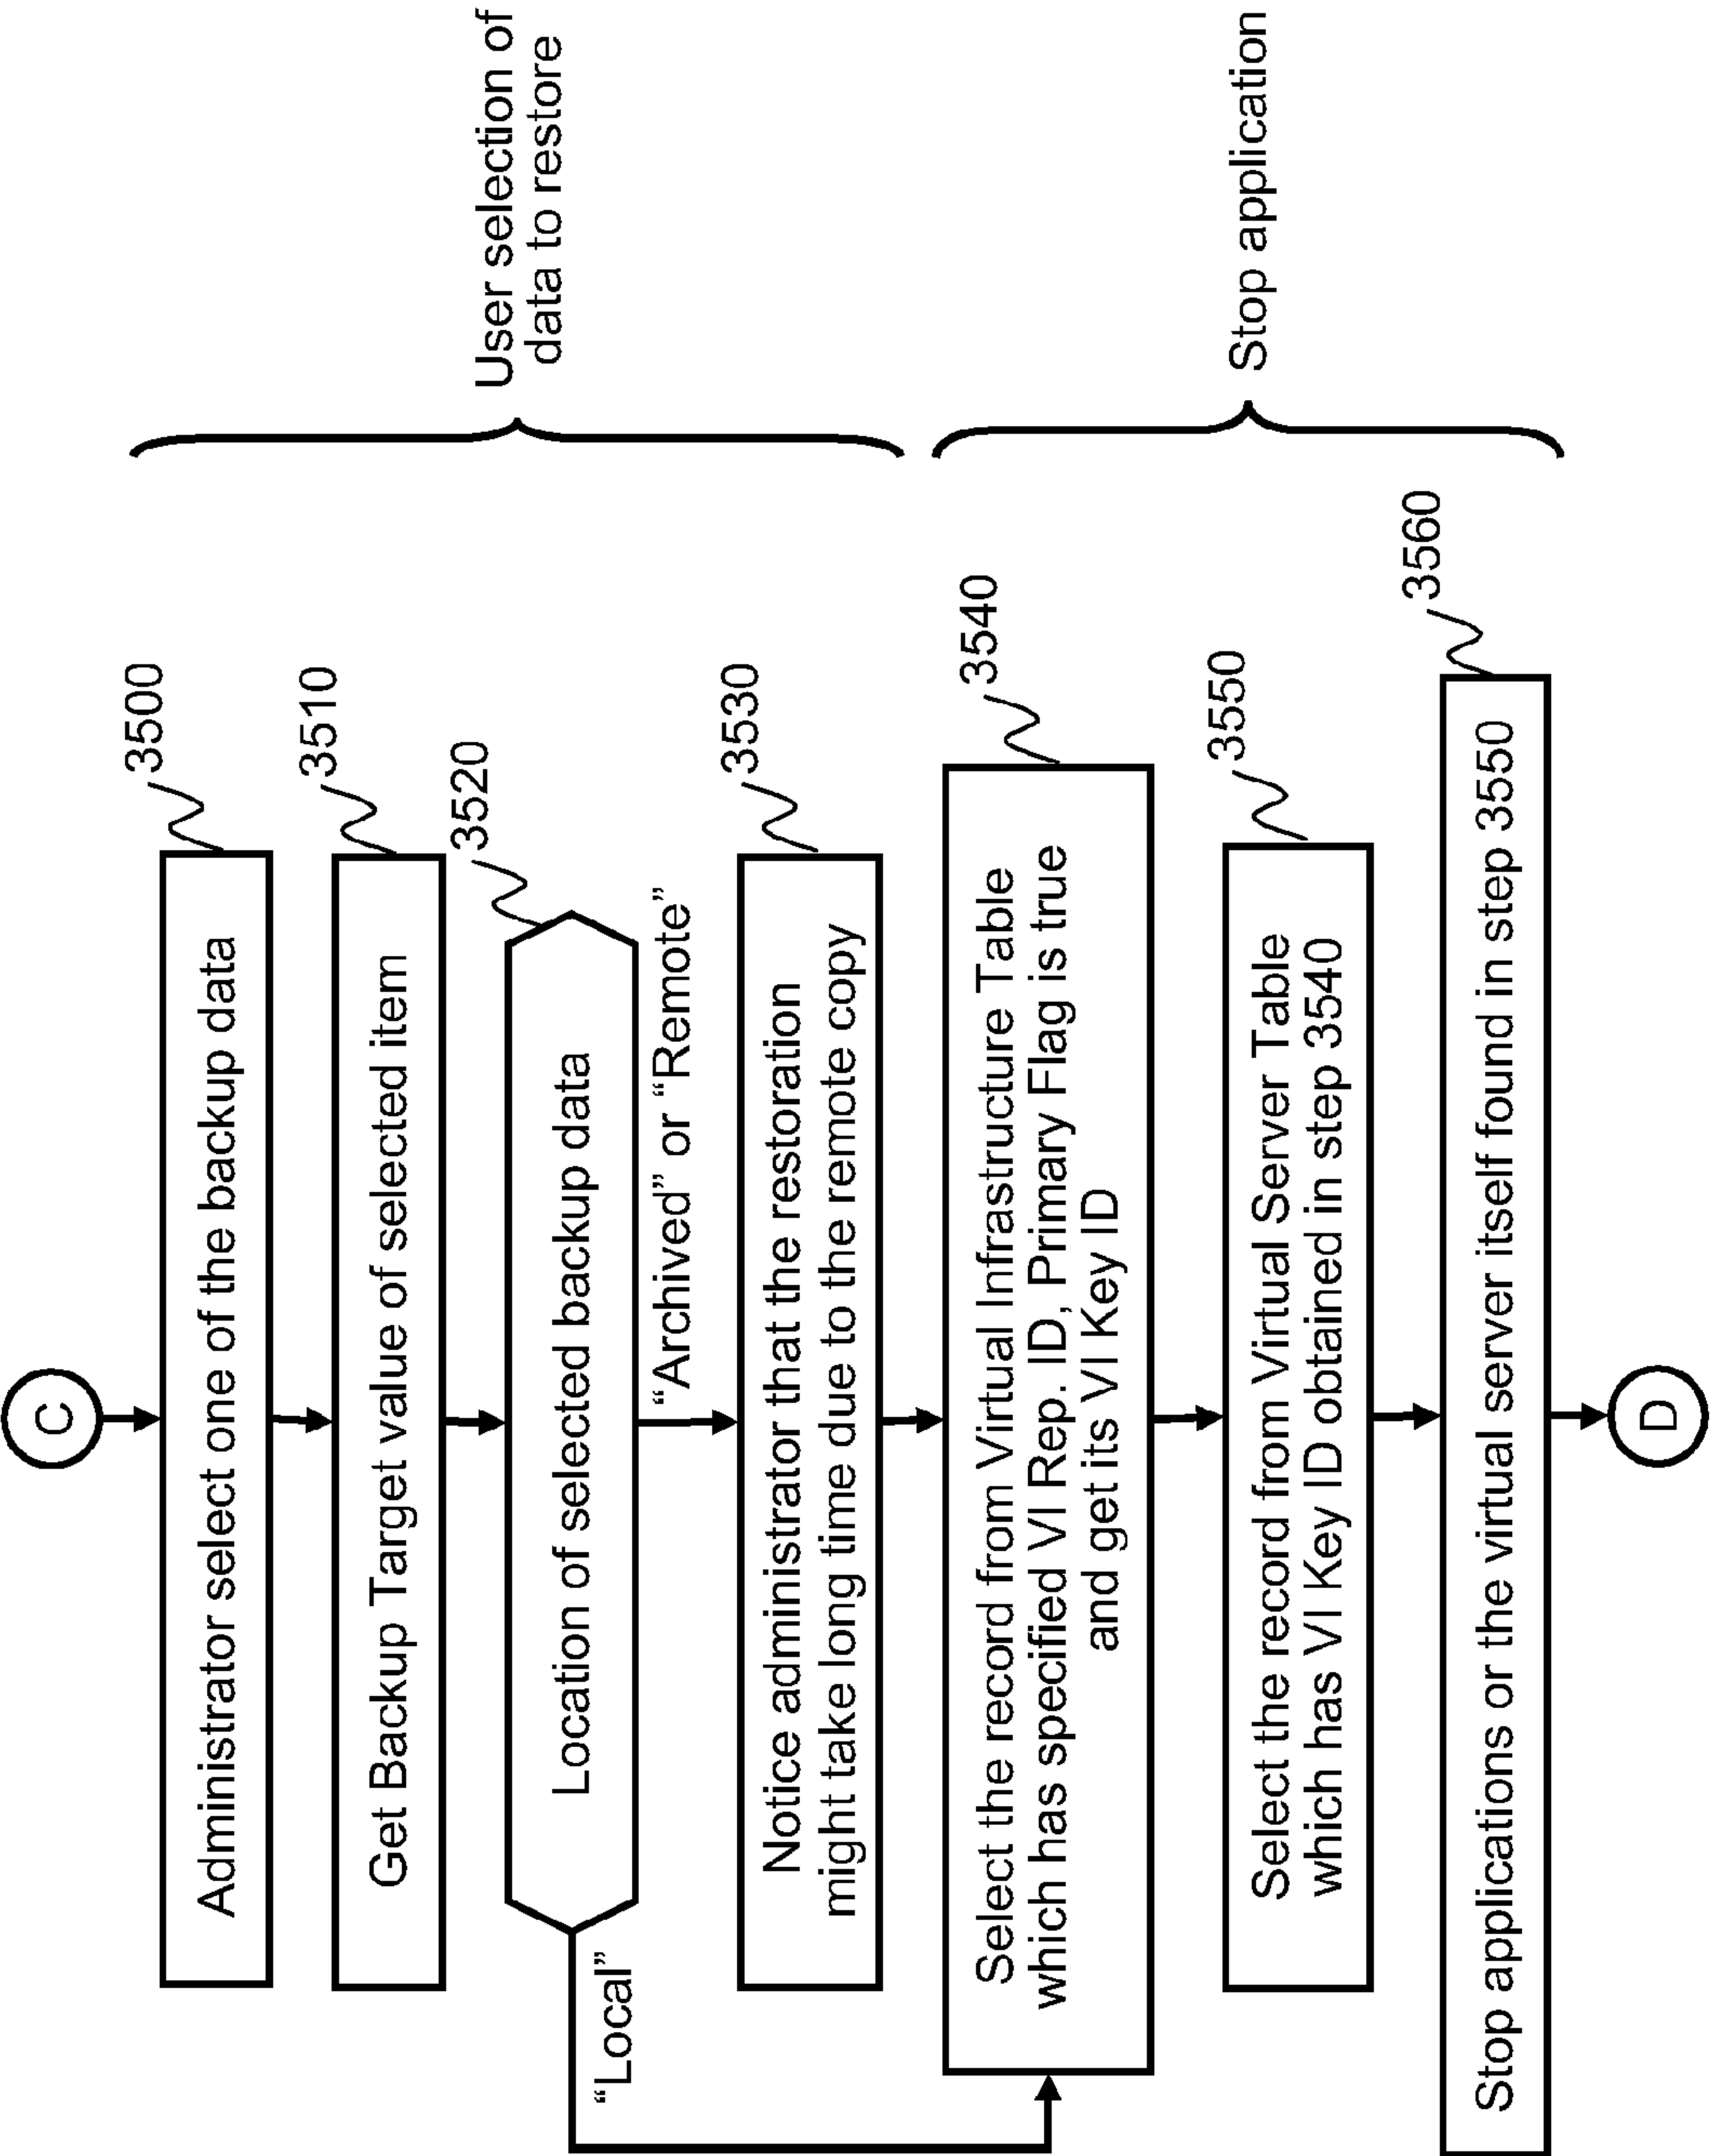 C
3500
Administrator select one of the backup data
3510
Get Backup Target value of selected item
3520
Location of selected backup data
“Local”
“Archived” or “Remote”
3530
Notice administrator that the restoration
might take long time due to the remote copy
User selection of
data to restore
3540
Select the record from Virtual Infrastructure Table
which has specified VI Rep. ID, Primary Flag is true
and get its VI Key ID
3550
Select the record from Virtual Server Table
which has VI Key ID obtained in step 3540
3560
Stop applications or the virtual server itself found in step 3550
Stop application
D